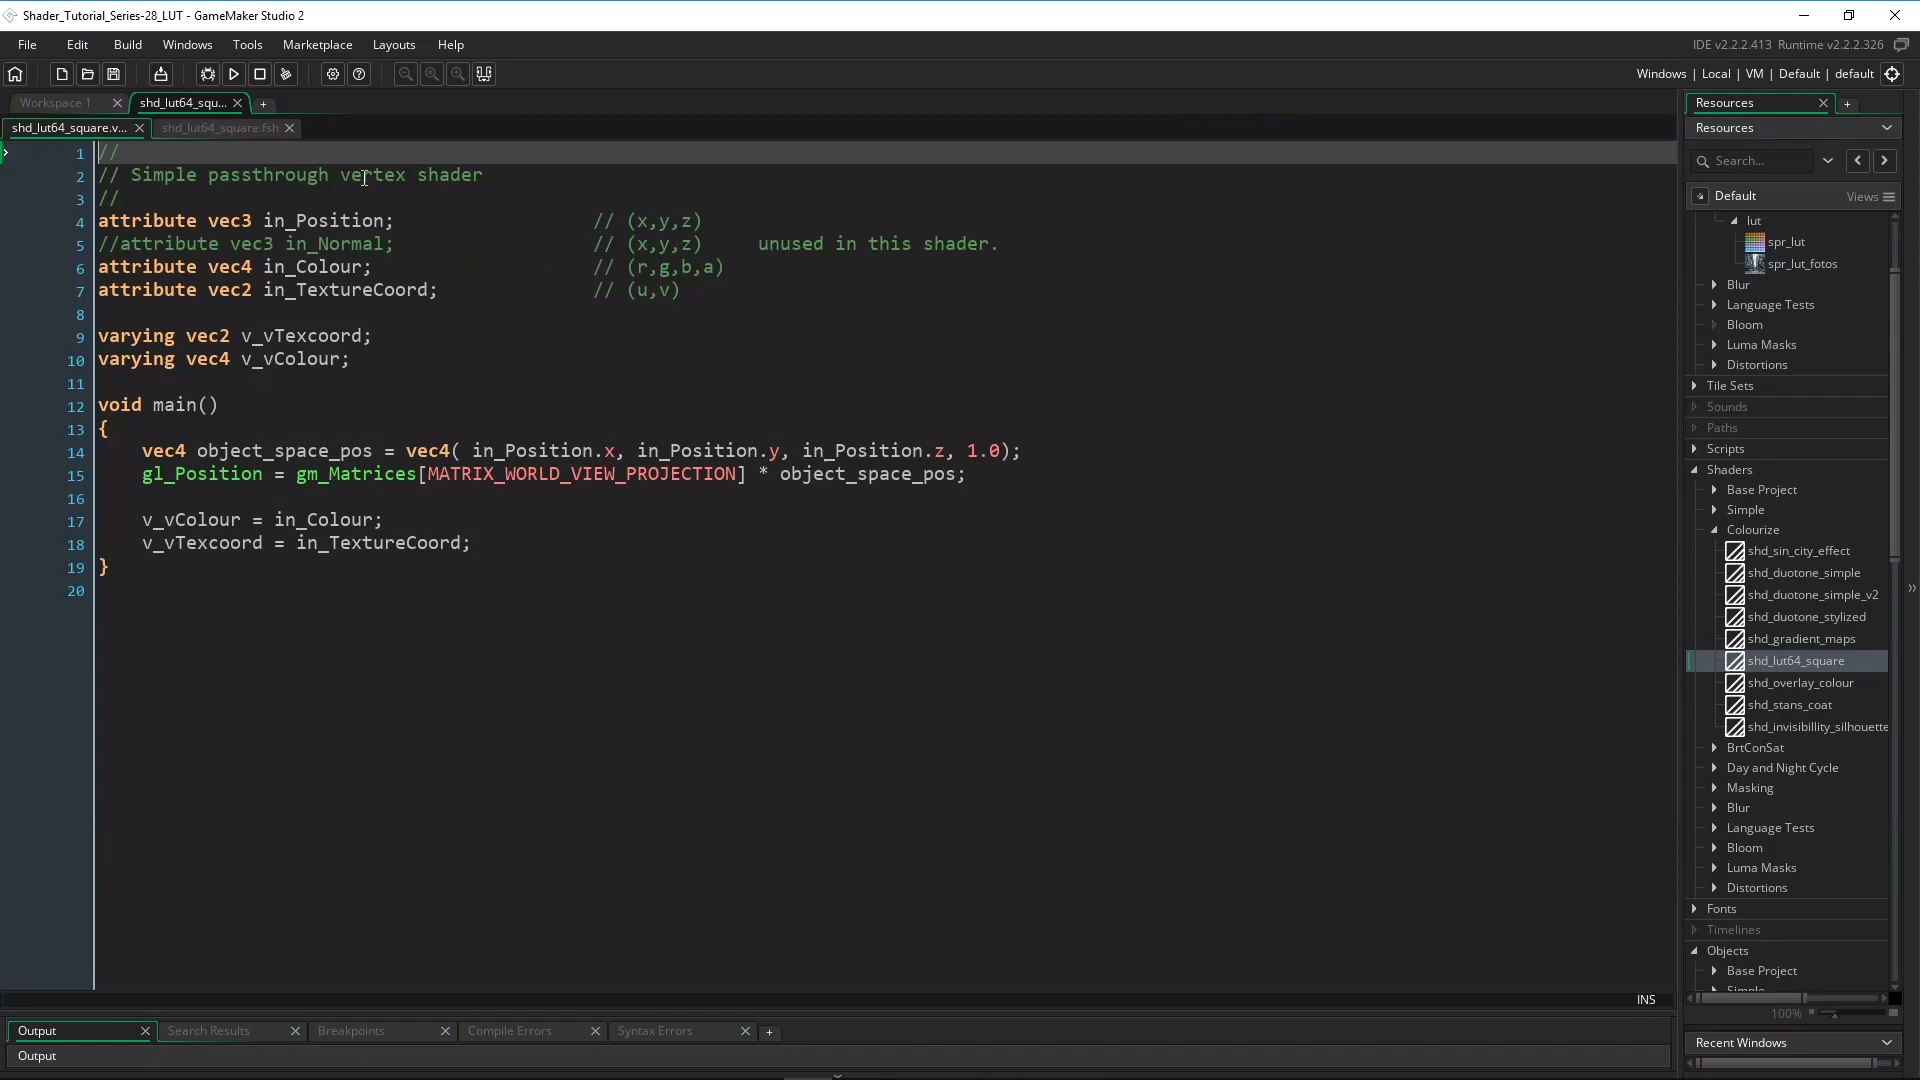 Shader_Tutorial_Series-28_LUT - GameMaker Studio 2
File Edit Build Windows Tools Marketplace Layouts Help
IDE v2.2.2.413 Runtime v2.2.2.326
Windows | Local | VM | Default | default
Workspace 1
shd_lut64_squ...
shd_lut64_square.v...
shd_lut64_square.fsh
1 //
2 // Simple passthrough vertex shader
3 //
4 attribute vec3 in_Position; // (x,y,z)
5 //attribute vec3 in_Normal; // (x,y,z) unused in this shader.
6 attribute vec4 in_Colour; // (r,g,b,a)
7 attribute vec2 in_TextureCoord; // (u,v)
8
9 varying vec2 v_vTexcoord;
10 varying vec4 v_vColour;
11
12 void main()
13 {
14 vec4 object_space_pos = vec4( in_Position.x, in_Position.y, in_Position.z, 1.0);
15 gl_Position = gm_Matrices[MATRIX_WORLD_VIEW_PROJECTION] * object_space_pos;
16
17 v_vColour = in_Colour;
18 v_vTexcoord = in_TextureCoord;
19 }
20
INS
Resources
Resources
Search...
Default Views
lut
spr_lut
spr_lut_fotos
Blur
Language Tests
Bloom
Luma Masks
Distortions
Tile Sets
Sounds
Paths
Scripts
Shaders
Base Project
Simple
Colourize
shd_sin_city_effect
shd_duotone_simple
shd_duotone_simple_v2
shd_duotone_stylized
shd_gradient_maps
shd_lut64_square
shd_overlay_colour
shd_stans_coat
shd_invisibillity_silhouette
BrtConSat
Day and Night Cycle
Masking
Blur
Language Tests
Bloom
Luma Masks
Distortions
Fonts
Timelines
Objects
Base Project
Simple
100%
Recent Windows
Output Search Results Breakpoints Compile Errors Syntax Errors
Output